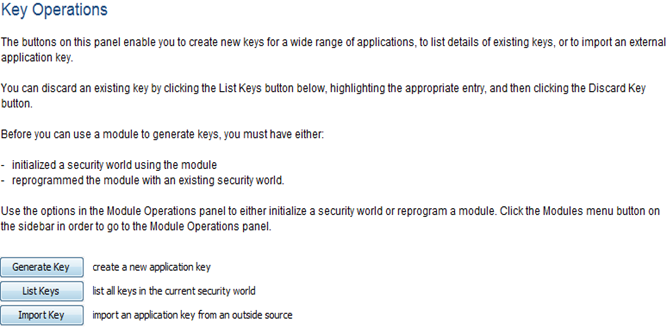 Key Operations
The buttons on this panel enable you to create new keys for a wide range of applications, to list details of existing keys, or to import an external
application key.
You can discard an existing key by clicking the List Keys button below, highlighting the appropriate entry, and then clicking the Discard Key
button.
Before you can use a module to generate keys, you must have either:
- initialized a security world using the module
- reprogrammed the module with an existing security world.
Use the options in the Module Operations panel to either initialize a security world or reprogram a module. Click the Modules menu button on
the sidebar in order to go to the Module Operations panel.
Generate Key create a new application key
List Keys list all keys in the current security world
Import Key import an application key from an outside source